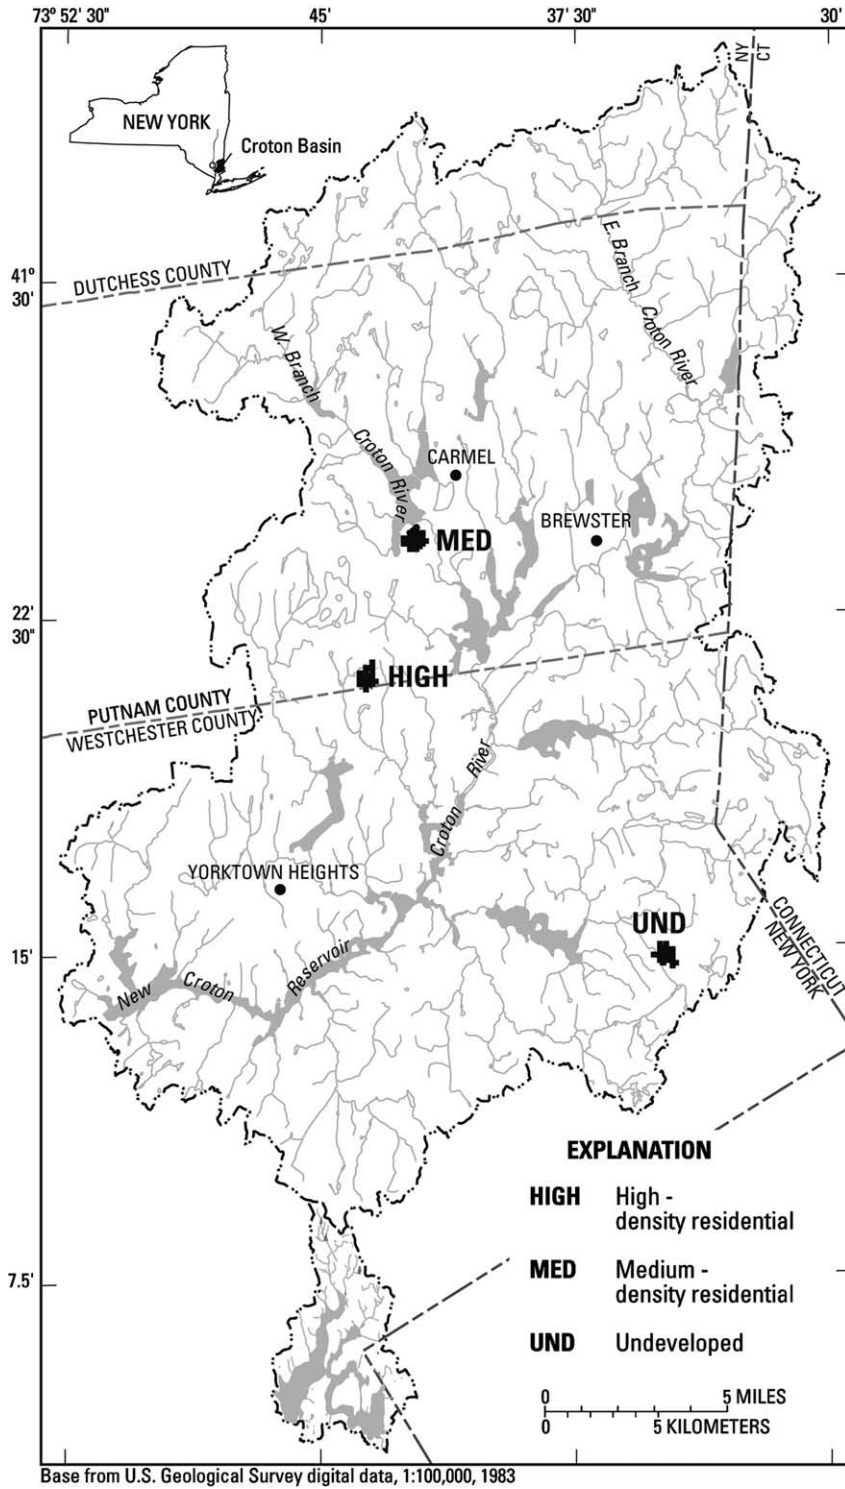 73° 52' 30"
45'
37' 30"
30'
NY
CT
NEW YORK
Croton Basin
DUTCHESS COUNTY
41°
30'
E. Branch Croton River
W. Branch
Croton River
CARMEL
BREWSTER
MED
22'
30"
HIGH
PUTNAM COUNTY
WESTCHESTER COUNTY
Croton River
YORKTOWN HEIGHTS
UND
CONNECTICUT
NEW YORK
15'
New Croton Reservoir
EXPLANATION
HIGH High -
density residential
MED Medium -
density residential
UND Undeveloped
7.5'
0 5 MILES
0 5 KILOMETERS
Base from U.S. Geological Survey digital data, 1:100,000, 1983